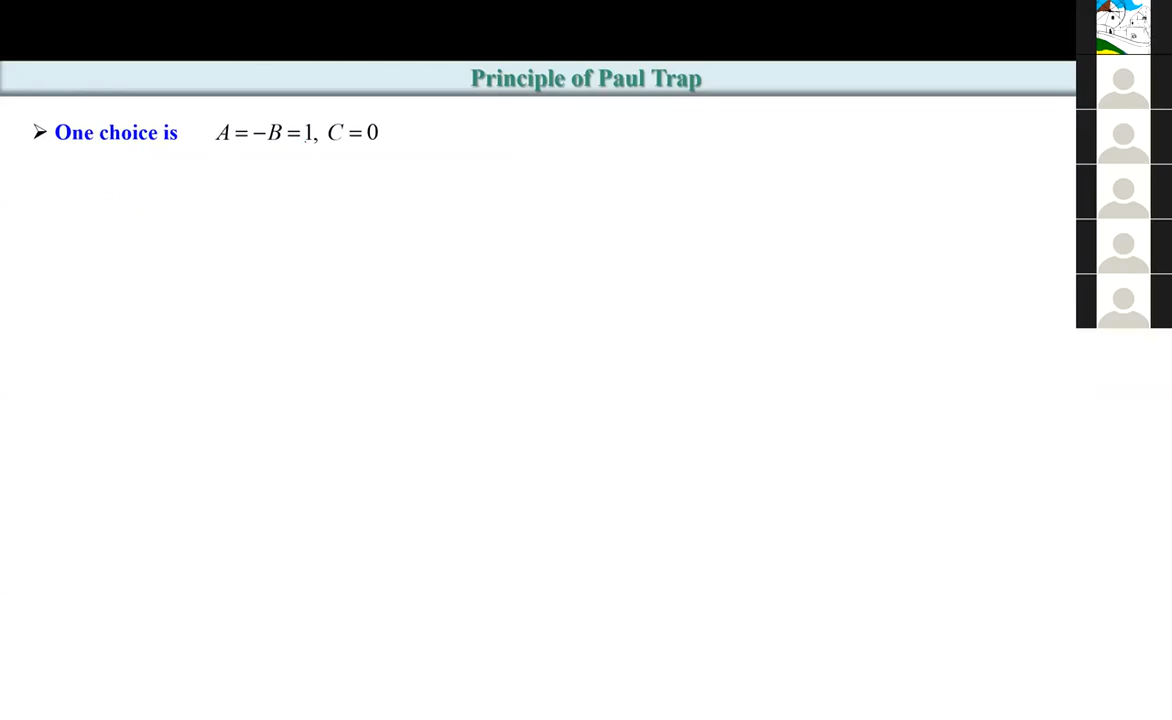 Principle of Paul Trap
➢ One choice is A = −B = 1, C = 0